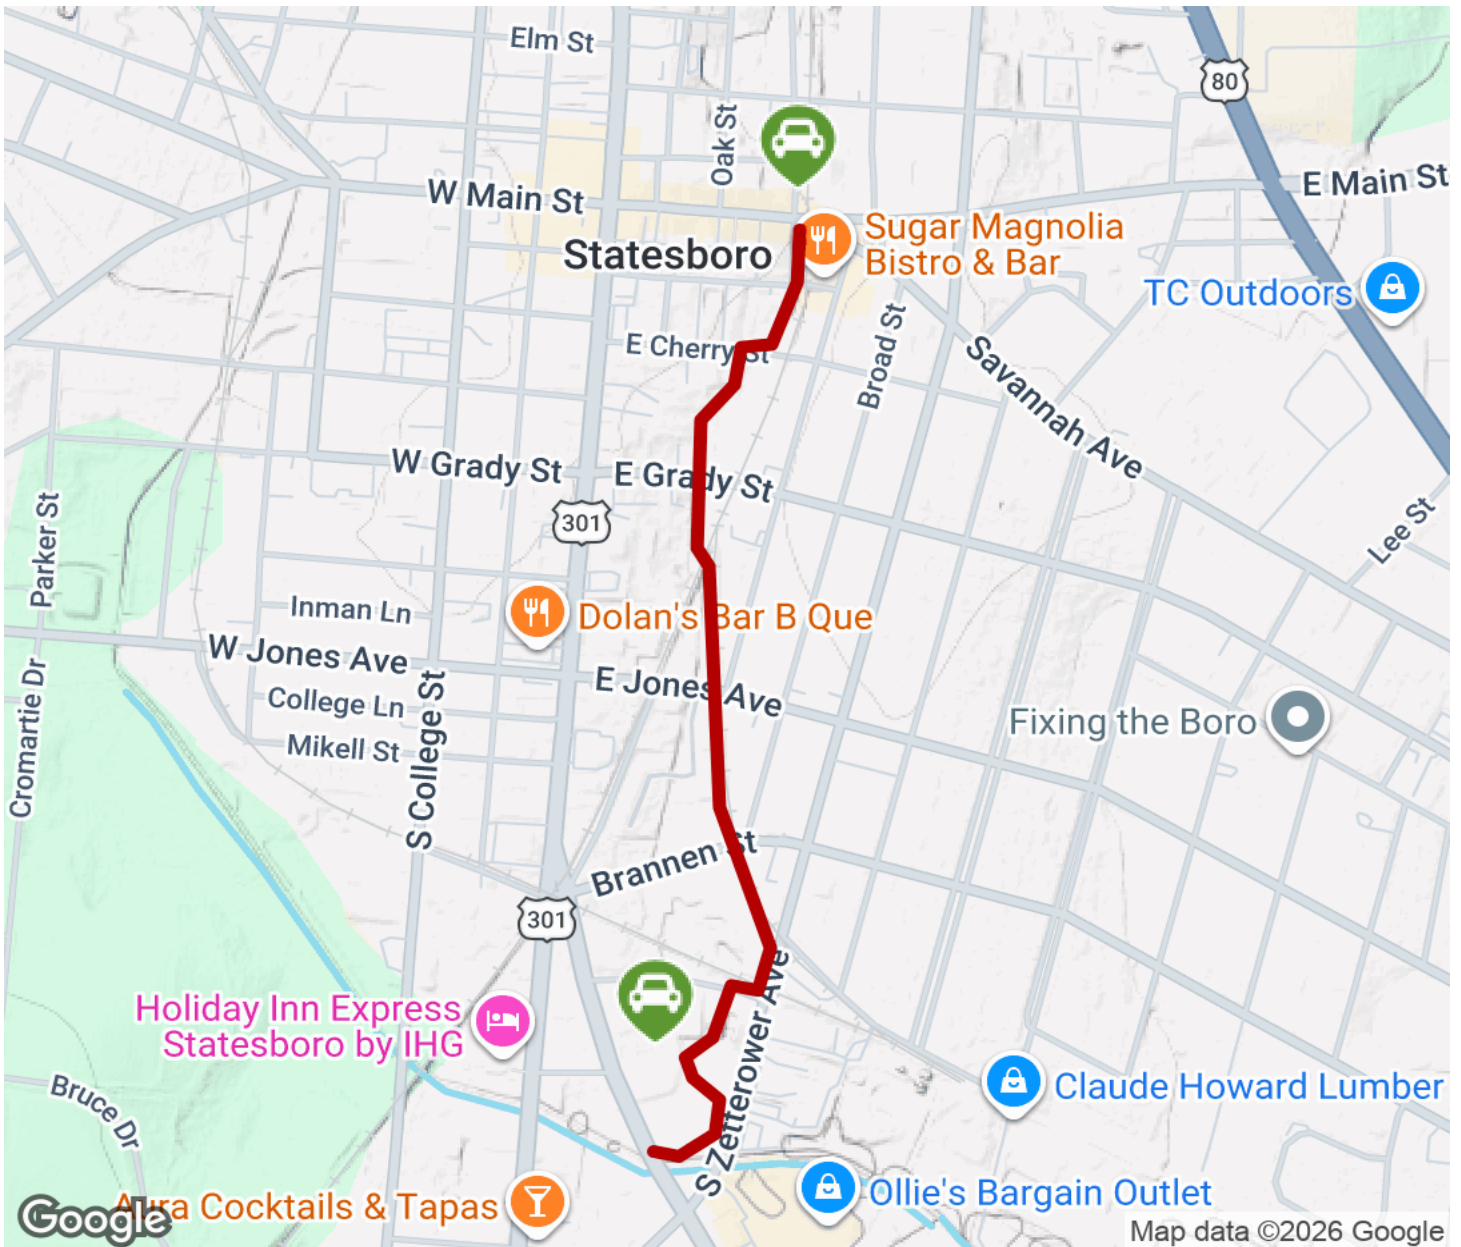 Elm St
80
Oak St
W Main St
E Main St
Sugar Magnolia
Bistro & Bar
Statesboro
TC Outdoors
E Cherry St
Broad St
Savannah Ave
W Grady St
E Grady St
301
Parker St
Lee St
Inman Ln
Dolan's Bar B Que
W Jones Ave
E Jones Ave
College Ln
Mikell St
Cromartie Dr
S College St
Fixing the Boro
Brannen St
301
Holiday Inn Express
Statesboro by IHG
S Zetterower Ave
Claude Howard Lumber
Bruce Dr
Aura Cocktails & Tapas
Ollie's Bargain Outlet
Google
Map data ©2026 Google